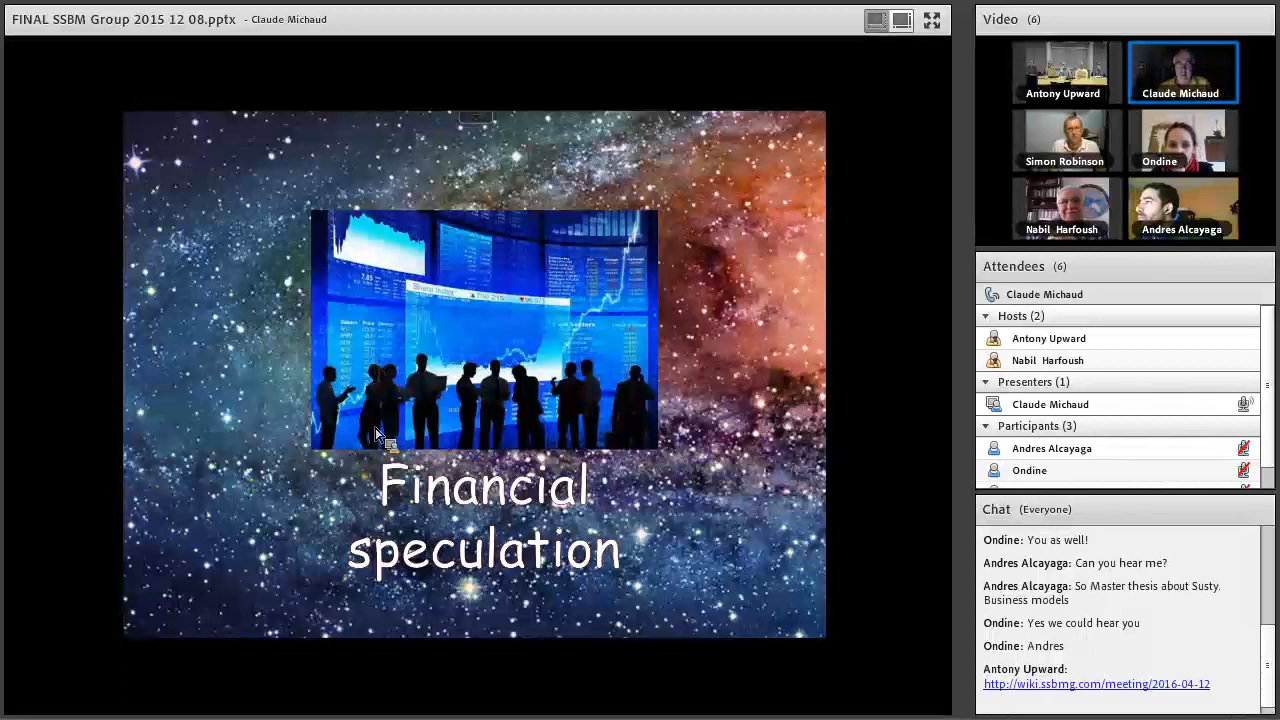 FINAL SSBM Group 2015 12 08.pptx - Claude Michaud
7.85
Share Index
Financial
speculation
Video (6)
Antony Upward
Claude Michaud
Simon Robinson
Ondine
Nabil Harfoush
Andres Alcayaga
Attendees (6)
Claude Michaud
Hosts (2)
Antony Upward
Nabil Harfoush
Presenters (1)
Claude Michaud
Participants (3)
Andres Alcayaga
Ondine
Chat (Everyone)
Ondine: You as well!
Andres Alcayaga: Can you hear me?
Andres Alcayaga: So Master thesis about Susty.
Business models
Ondine: Yes we could hear you
Ondine: Andres
Antony Upward:
http://wiki.ssbmg.com/meeting/2016-04-12